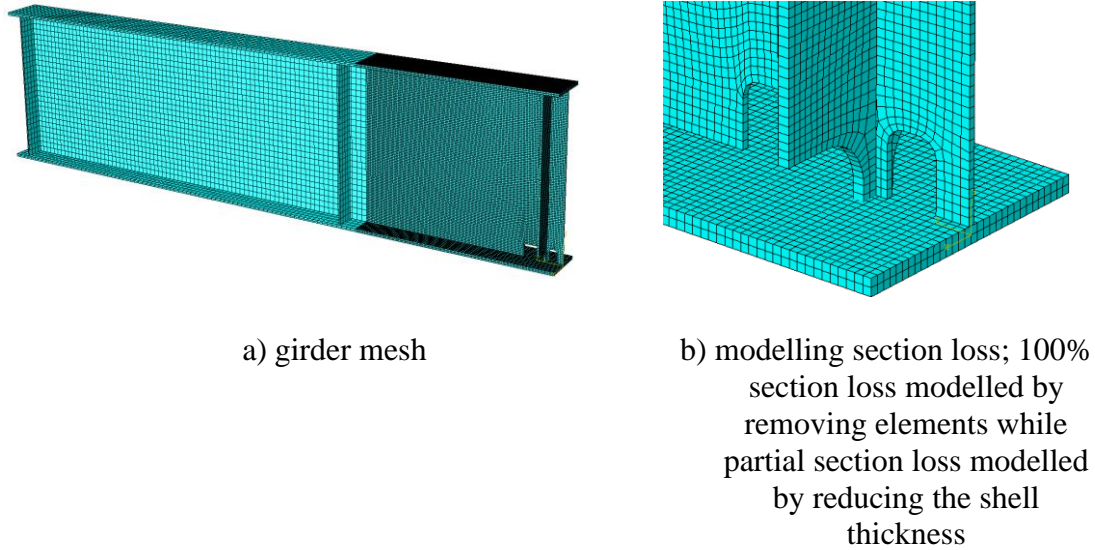 a) girder mesh
b) modelling section loss; 100%
section loss modelled by
removing elements while
partial section loss modelled
by reducing the shell
thickness